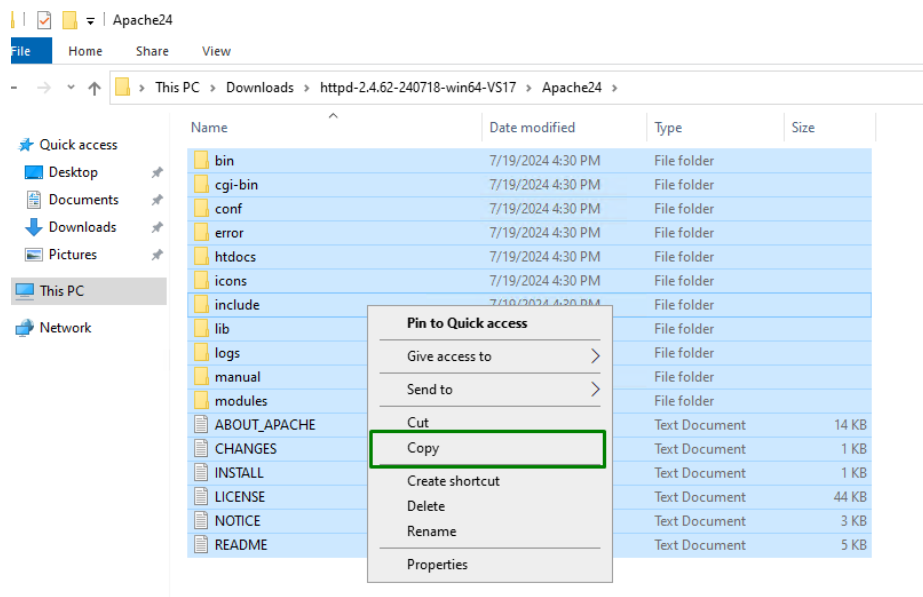 Apache24
File Home Share View
This PC Downloads httpd-2.4.62-240718-win64-VS17 Apache24
Name Date modified Type Size
Quick access
Desktop
Documents
Downloads
Pictures
This PC
Network
bin 7/19/2024 4:30 PM File folder
cgi-bin 7/19/2024 4:30 PM File folder
conf 7/19/2024 4:30 PM File folder
error 7/19/2024 4:30 PM File folder
htdocs 7/19/2024 4:30 PM File folder
icons 7/19/2024 4:30 PM File folder
include 7/19/2024 4:30 PM File folder
lib File folder
logs File folder
manual File folder
modules File folder
ABOUT_APACHE Text Document 14 KB
CHANGES Text Document 1 KB
INSTALL Text Document 1 KB
LICENSE Text Document 44 KB
NOTICE Text Document 3 KB
README Text Document 5 KB
Pin to Quick access
Give access to
Send to
Cut
Copy
Create shortcut
Delete
Rename
Properties